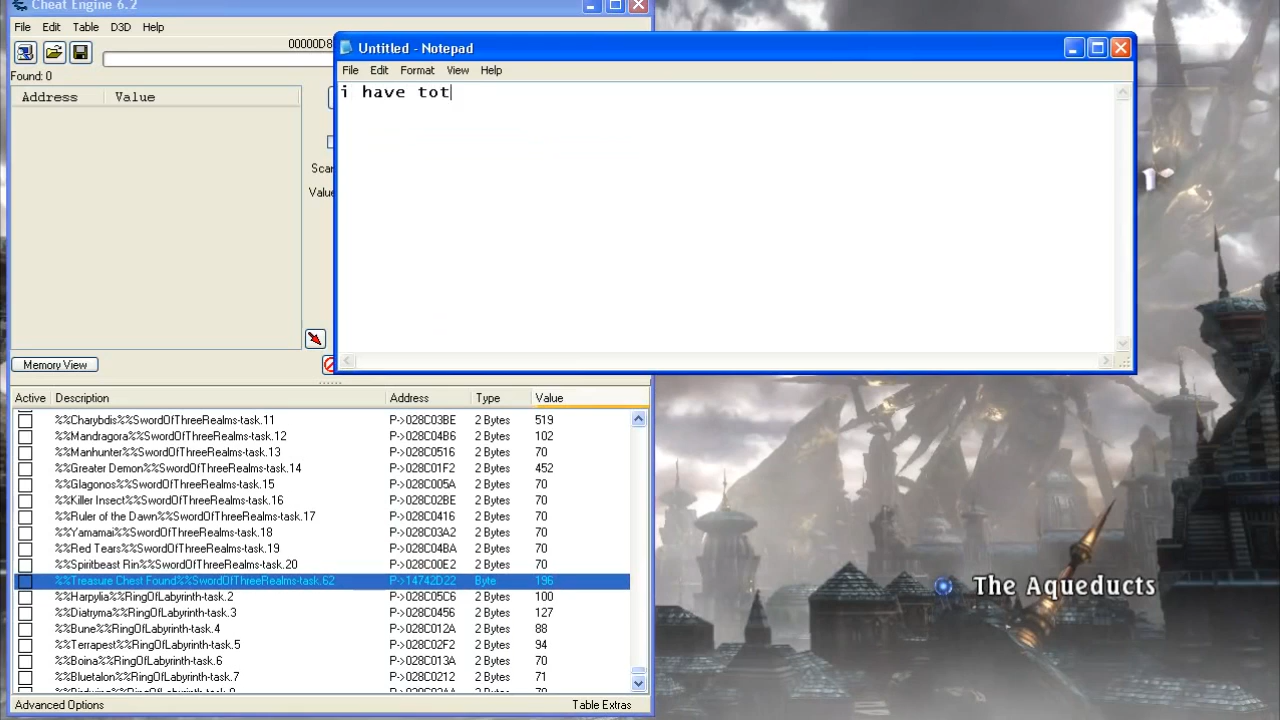 Cheat Engine 6.2
File Edit Table D3D Help
00000D8
Found: 0
Address Value
Scan
Value
Memory View
Untitled - Notepad
File Edit Format View Help
i have tot
Active Description Address Type Value
%%Charybdis%%SwordOfThreeRealms-task.11 P->028C03BE 2 Bytes 519
%%Mandragora%%SwordOfThreeRealms-task.12 P->028C04B6 2 Bytes 102
%%Manhunter%%SwordOfThreeRealms-task.13 P->028C0516 2 Bytes 70
%%Greater Demon%%SwordOfThreeRealms-task.14 P->028C01F2 2 Bytes 452
%%Glagonos%%SwordOfThreeRealms-task.15 P->028C005A 2 Bytes 70
%%Killer Insect%%SwordOfThreeRealms-task.16 P->028C02BE 2 Bytes 70
%%Ruler of the Dawn%%SwordOfThreeRealms-task.17 P->028C0416 2 Bytes 70
%%Yamamai%%SwordOfThreeRealms-task.18 P->028C03A2 2 Bytes 70
%%Red Tears%%SwordOfThreeRealms-task.19 P->028C04BA 2 Bytes 70
%%Spiritbeast Rin%%SwordOfThreeRealms-task.20 P->028C00E2 2 Bytes 70
%%Treasure Chest Found%%SwordOfThreeRealms-task.62 P->14742D22 Byte 196
%%Harpylia%%RingOfLabyrinth-task.2 P->028C05C6 2 Bytes 100
%%Diatryma%%RingOfLabyrinth-task.3 P->028C0456 2 Bytes 127
%%Bune%%RingOfLabyrinth-task.4 P->028C012A 2 Bytes 88
%%Terrapest%%RingOfLabyrinth-task.5 P->028C02F2 2 Bytes 94
%%Boina%%RingOfLabyrinth-task.6 P->028C013A 2 Bytes 70
%%Bluetalon%%RingOfLabyrinth-task.7 P->028C0212 2 Bytes 71
Advanced Options Table Extras
The Aqueducts